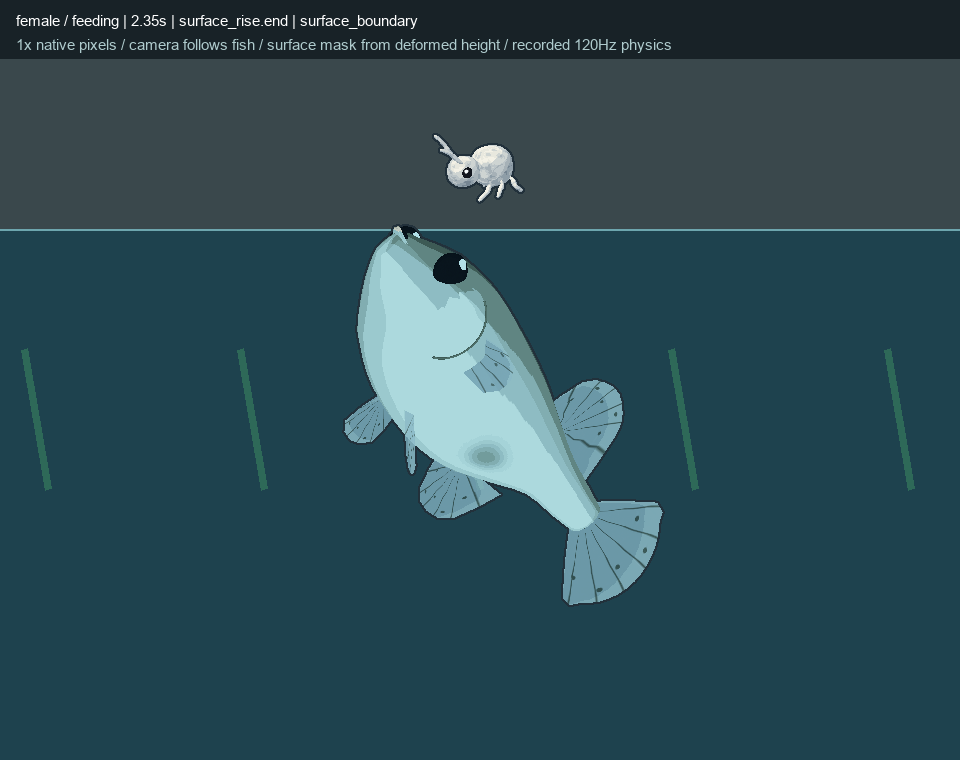 female / feeding | 2.35s | surface_rise.end | surface_boundary
1x native pixels / camera follows fish / surface mask from deformed height / recorded 120Hz physics